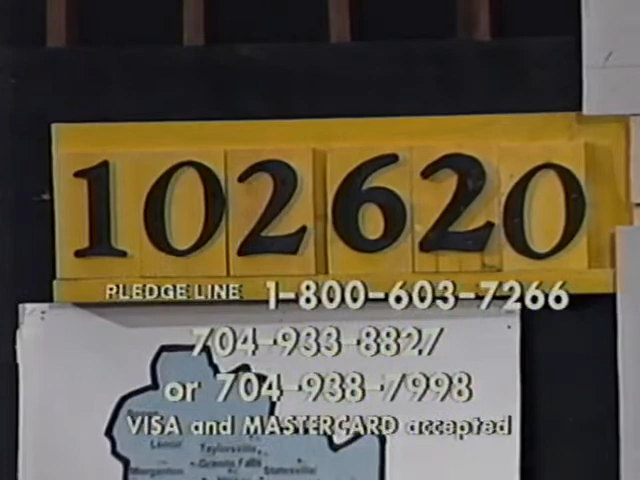 102620
PLEDGE LINE 1-800-603-7266
704-933-8827
or 704-938-7998
VISA and MASTERCARD accepted
Lenoir Taylorsville
Granite Falls
Morganton Statesville